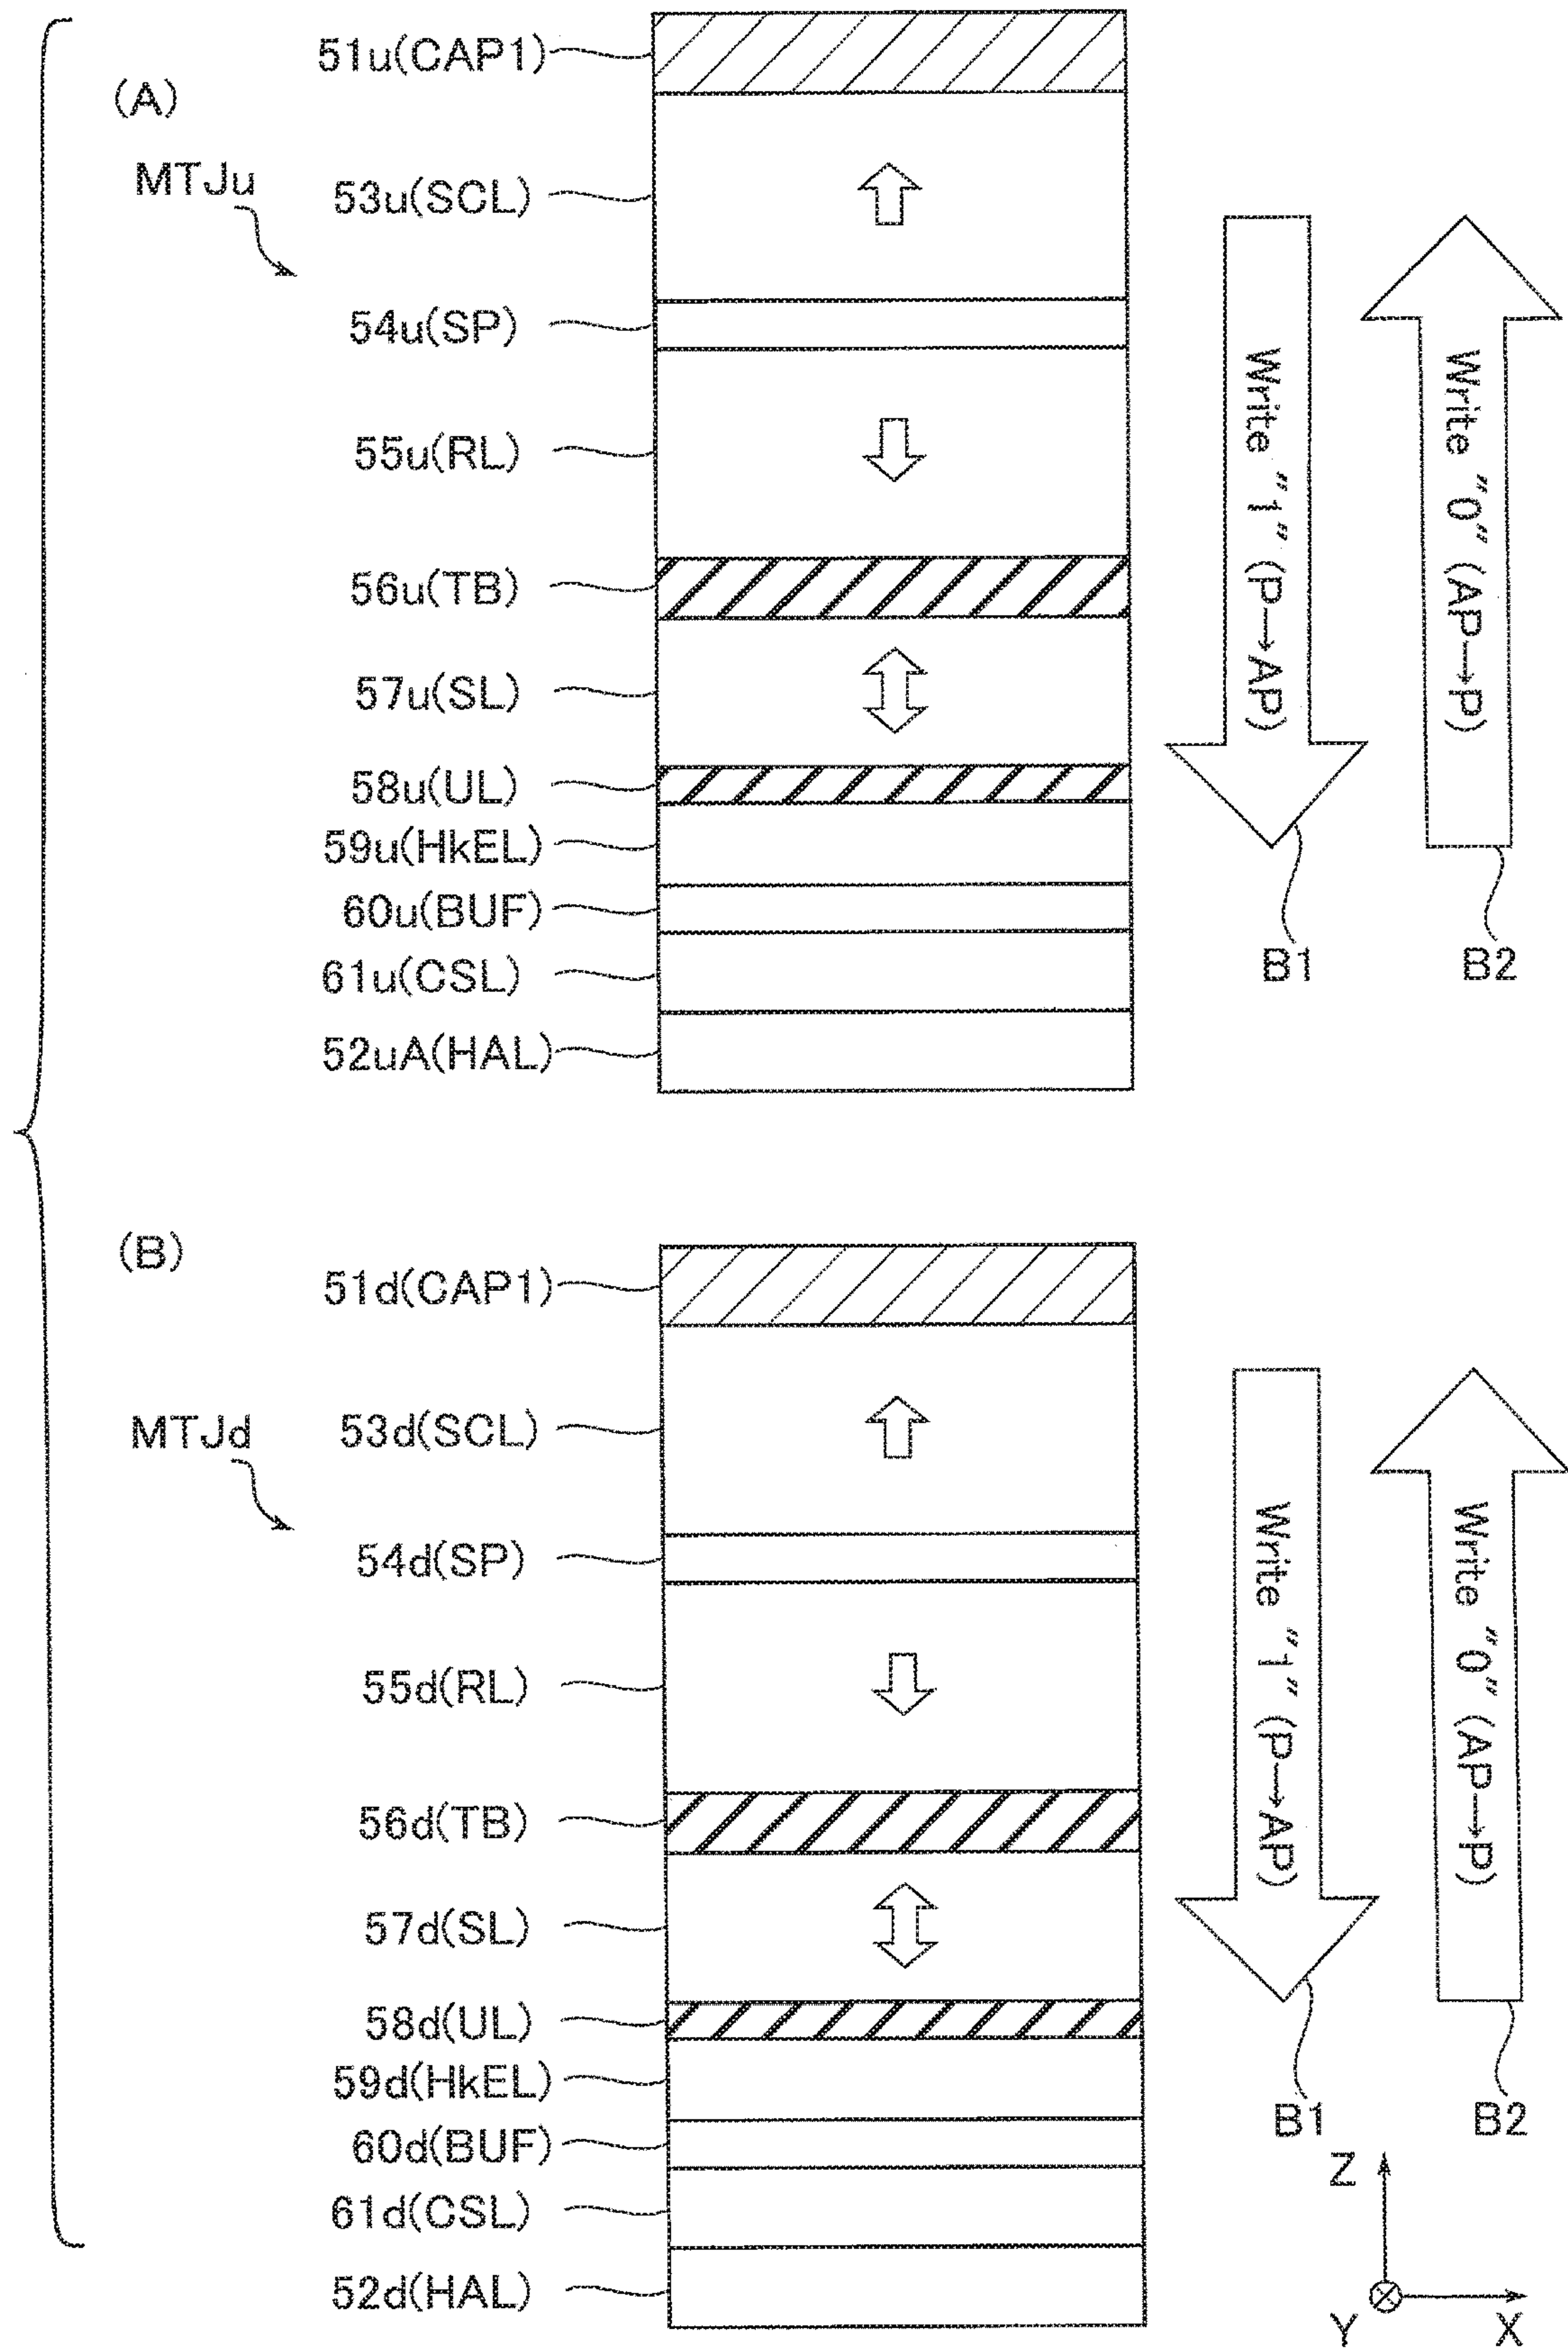 51u(CAP1)
(A)
MTJu
53u(SCL)
54u(SP)
55u(RL)
56u(TB)
57u(SL)
58u(UL)
59u(HkEL)
60u(BUF)
61u(CSL)
52uA(HAL)
Write "1" (P→AP)
Write "0" (AP→P)
B1
B2
(B)
51d(CAP1)
MTJd
53d(SCL)
54d(SP)
55d(RL)
56d(TB)
57d(SL)
58d(UL)
59d(HkEL)
60d(BUF)
61d(CSL)
52d(HAL)
Write "1" (P→AP)
Write "0" (AP→P)
B1
B2
Z
Y
X